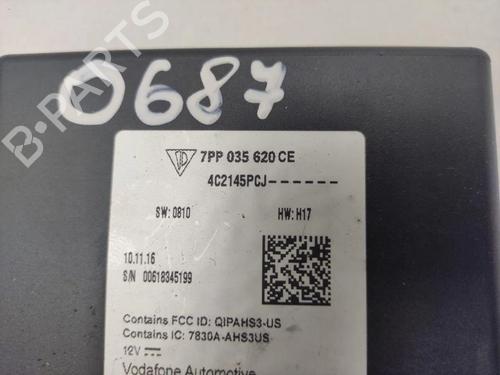 0687
B-PARTS
7PP 035 620 CE
4C2145PCJ-------
SW: 0810 HW: H17
10.11.16
S/N 00618345199
Contains FCC ID: QIPAHS3-US
Contains IC: 7830A-AHS3US
12V
Vodafone Automotive